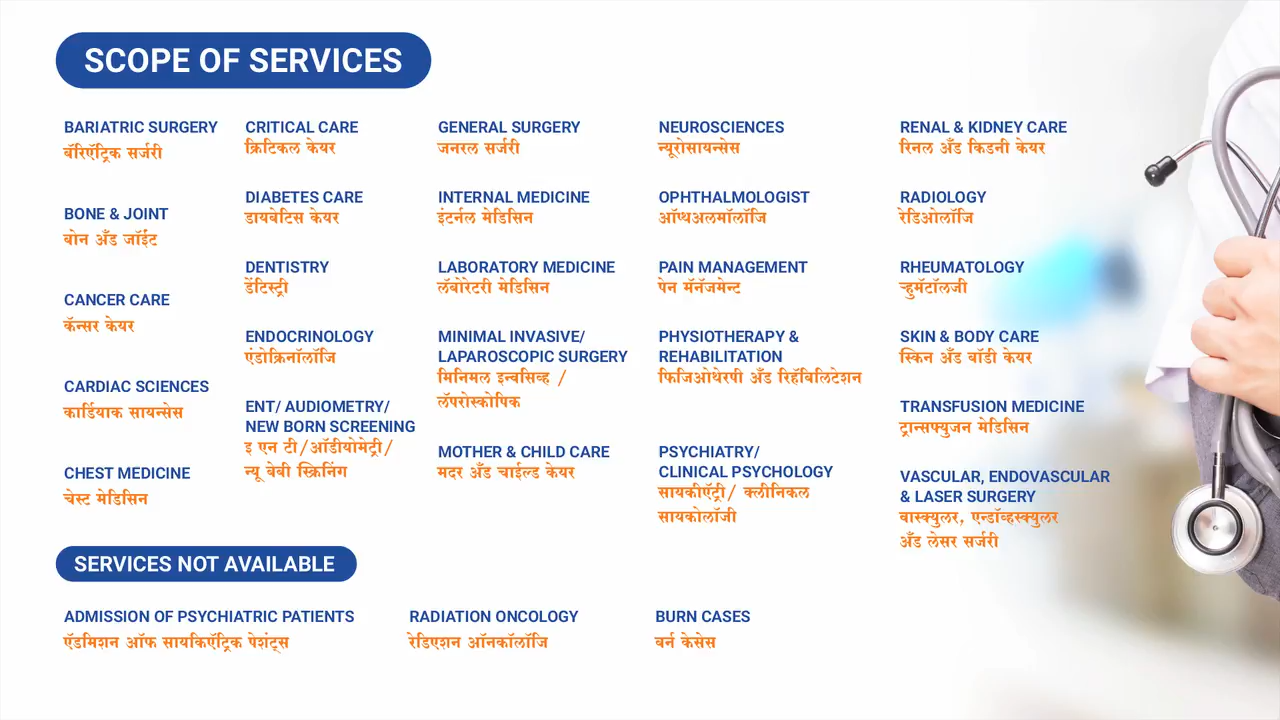 SCOPE OF SERVICES
BARIATRIC SURGERY
बॅरिएट्रिक सर्जरी
BONE & JOINT
बोन अँड जॉईंट
CANCER CARE
कॅन्सर केयर
CARDIAC SCIENCES
कार्डियाक सायन्सेस
CHEST MEDICINE
चेस्ट मेडिसिन
CRITICAL CARE
क्रिटिकल केयर
DIABETES CARE
डायबेटिस केयर
DENTISTRY
डेंटिस्ट्री
ENDOCRINOLOGY
एंडोक्रिनॉलॉजि
ENT/ AUDIOMETRY/
NEW BORN SCREENING
इ एन टी/ऑडीयोमेट्री/
न्यू बेबी स्क्रिनिंग
GENERAL SURGERY
जनरल सर्जरी
INTERNAL MEDICINE
इंटर्नल मेडिसिन
LABORATORY MEDICINE
लॅबोरेटरी मेडिसिन
MINIMAL INVASIVE/
LAPAROSCOPIC SURGERY
मिनिमल इन्वसिव्ह /
लॅपरोस्कोपिक
MOTHER & CHILD CARE
मदर अँड चाईल्ड केयर
NEUROSCIENCES
न्यूरोसायन्सेस
OPHTHALMOLOGIST
ऑप्थअलमॉलॉजि
PAIN MANAGEMENT
पेन मॅनॅजमेन्ट
PHYSIOTHERAPY &
REHABILITATION
फिजिओथेरपी अँड रिहॅबिलिटेशन
PSYCHIATRY/
CLINICAL PSYCHOLOGY
सायकीऍट्री/ क्लीनिकल
सायकोलॉजी
RENAL & KIDNEY CARE
रिनल अँड किडनी केयर
RADIOLOGY
रेडिओलॉजि
RHEUMATOLOGY
ऱ्हुमॅटॉलजी
SKIN & BODY CARE
स्किन अँड बॉडी केयर
TRANSFUSION MEDICINE
ट्रान्सफ्युजन मेडिसिन
VASCULAR, ENDOVASCULAR
& LASER SURGERY
वास्क्युलर, एन्डॉव्हस्क्युलर
अँड लेसर सर्जरी
SERVICES NOT AVAILABLE
ADMISSION OF PSYCHIATRIC PATIENTS
ऍडमिशन ऑफ सायकिऍट्रिक पेशंट्स
RADIATION ONCOLOGY
रेडिएशन ऑनकॉलॉजि
BURN CASES
बर्न केसेस